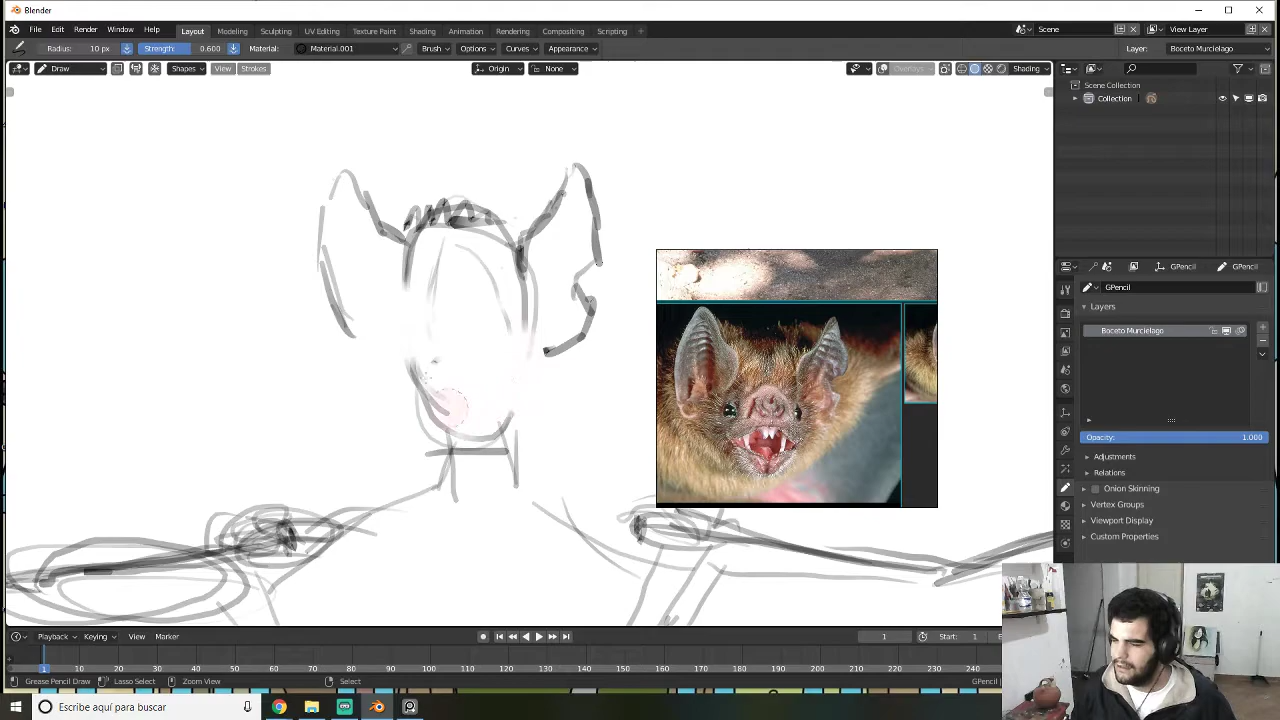 Blender
File Edit Render Window Help Layout Modeling Sculpting UV Editing Texture Paint Shading Animation Rendering Compositing Scripting Scene View Layer
Radius: 10 px Strength: 0.600 Material: Material.001 Brush Options Curves Appearance Layer: Boceto Murcielago
Draw Shapes View Strokes Origin None Overlays Shading
Scene Collection
Collection
GPencil GPencil
GPencil
Layers
Boceto Murcielago
Opacity: 1.000
Adjustments
Relations
Onion Skinning
Vertex Groups
Viewport Display
Custom Properties
Playback Keying View Marker 1 Start: 1
1 10 20 30 40 50 60 70 80 90 100 110 120 130 140 150 160 170 180 190 200 210 220 230 240
Grease Pencil Draw Lasso Select Zoom View Select GPencil
Escribe aquí para buscar